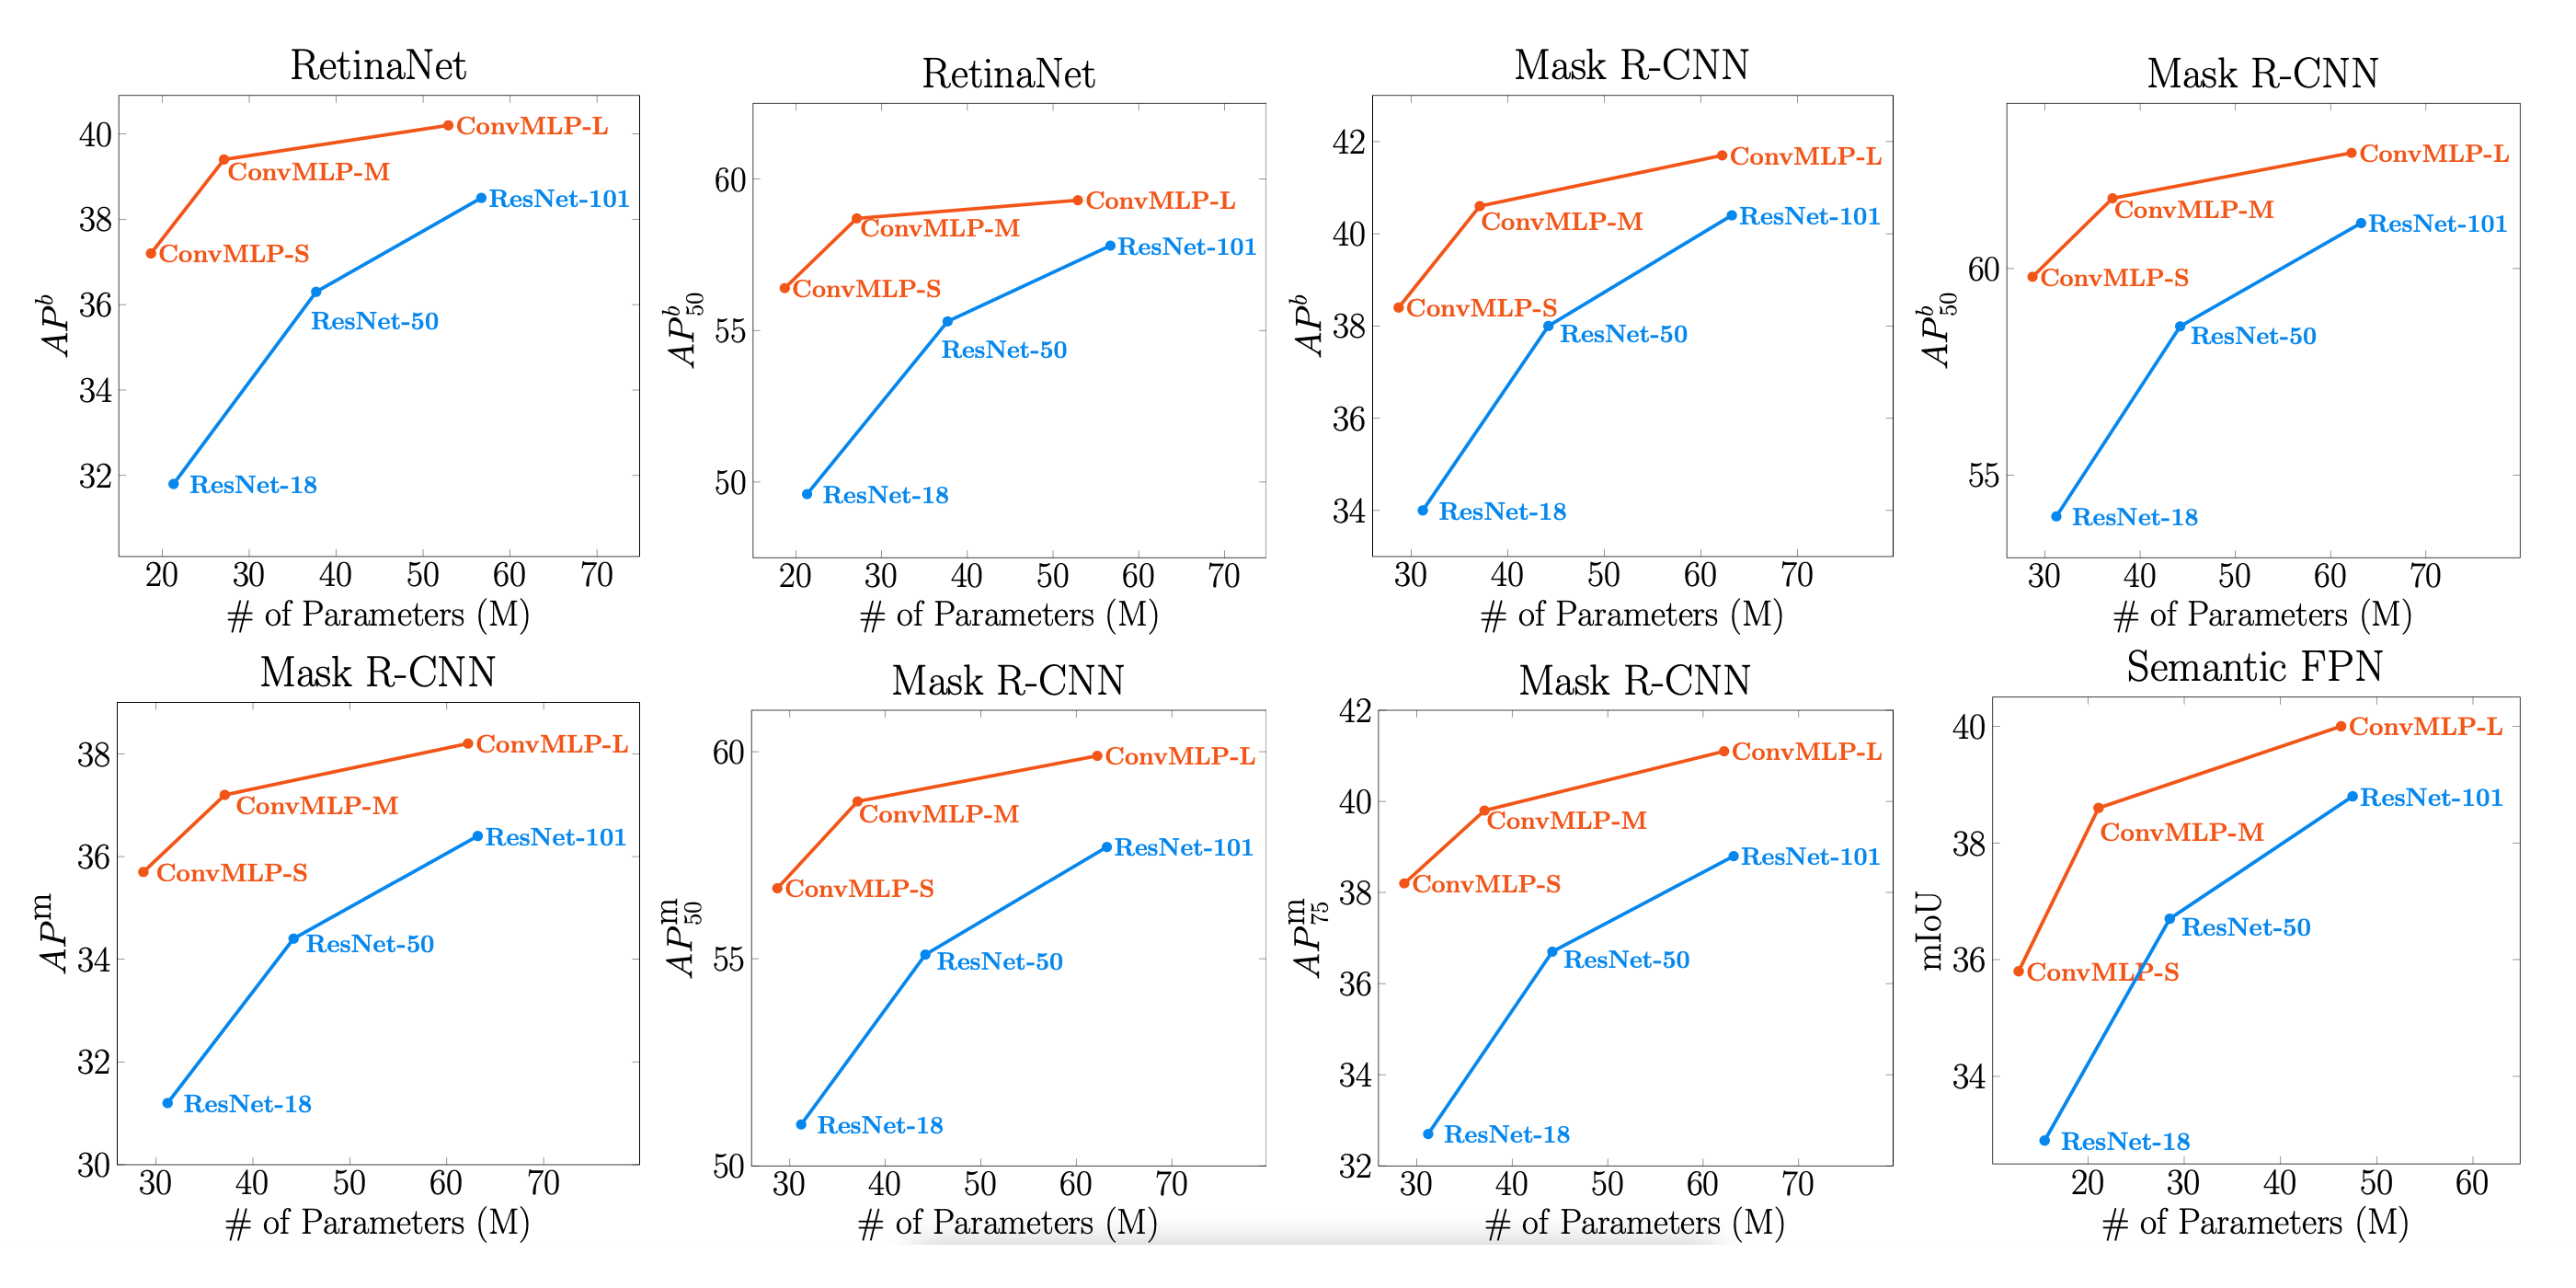 RetinaNet
40
38
36
34
32
AP^b
ConvMLP-L
ConvMLP-M
ConvMLP-S
ResNet-101
ResNet-50
ResNet-18
20 30 40 50 60 70
# of Parameters (M)
RetinaNet
60
55
50
AP^b_50
ConvMLP-L
ConvMLP-M
ConvMLP-S
ResNet-101
ResNet-50
ResNet-18
20 30 40 50 60 70
# of Parameters (M)
Mask R-CNN
42
40
38
36
34
AP^b
ConvMLP-L
ConvMLP-M
ConvMLP-S
ResNet-101
ResNet-50
ResNet-18
30 40 50 60 70
# of Parameters (M)
Mask R-CNN
60
55
AP^b_50
ConvMLP-L
ConvMLP-M
ConvMLP-S
ResNet-101
ResNet-50
ResNet-18
30 40 50 60 70
# of Parameters (M)
Mask R-CNN
38
36
34
32
30
AP^m
ConvMLP-L
ConvMLP-M
ConvMLP-S
ResNet-101
ResNet-50
ResNet-18
30 40 50 60 70
# of Parameters (M)
Mask R-CNN
60
55
50
AP^m_50
ConvMLP-L
ConvMLP-M
ConvMLP-S
ResNet-101
ResNet-50
ResNet-18
30 40 50 60 70
# of Parameters (M)
Mask R-CNN
42
40
38
36
34
32
AP^m_75
ConvMLP-L
ConvMLP-M
ConvMLP-S
ResNet-101
ResNet-50
ResNet-18
30 40 50 60 70
# of Parameters (M)
Semantic FPN
40
38
36
34
mIoU
ConvMLP-L
ConvMLP-M
ConvMLP-S
ResNet-101
ResNet-50
ResNet-18
20 30 40 50 60
# of Parameters (M)